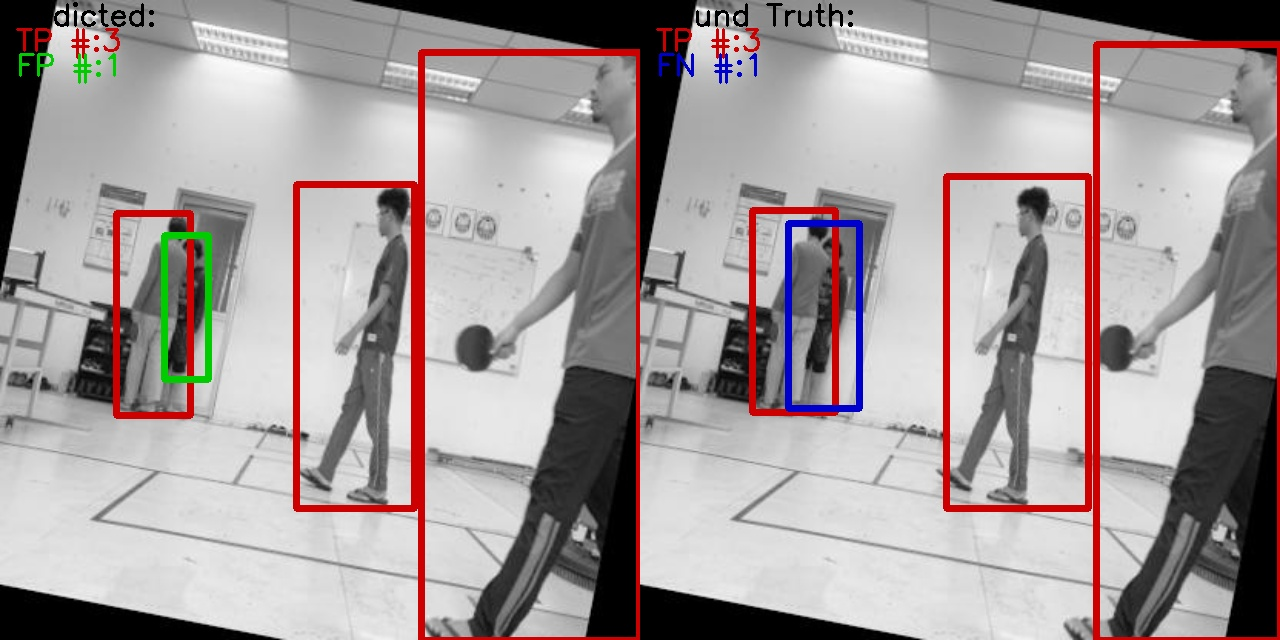 dicted:
TP #:3
FP #:1
und Truth:
TP #:3
FN #:1